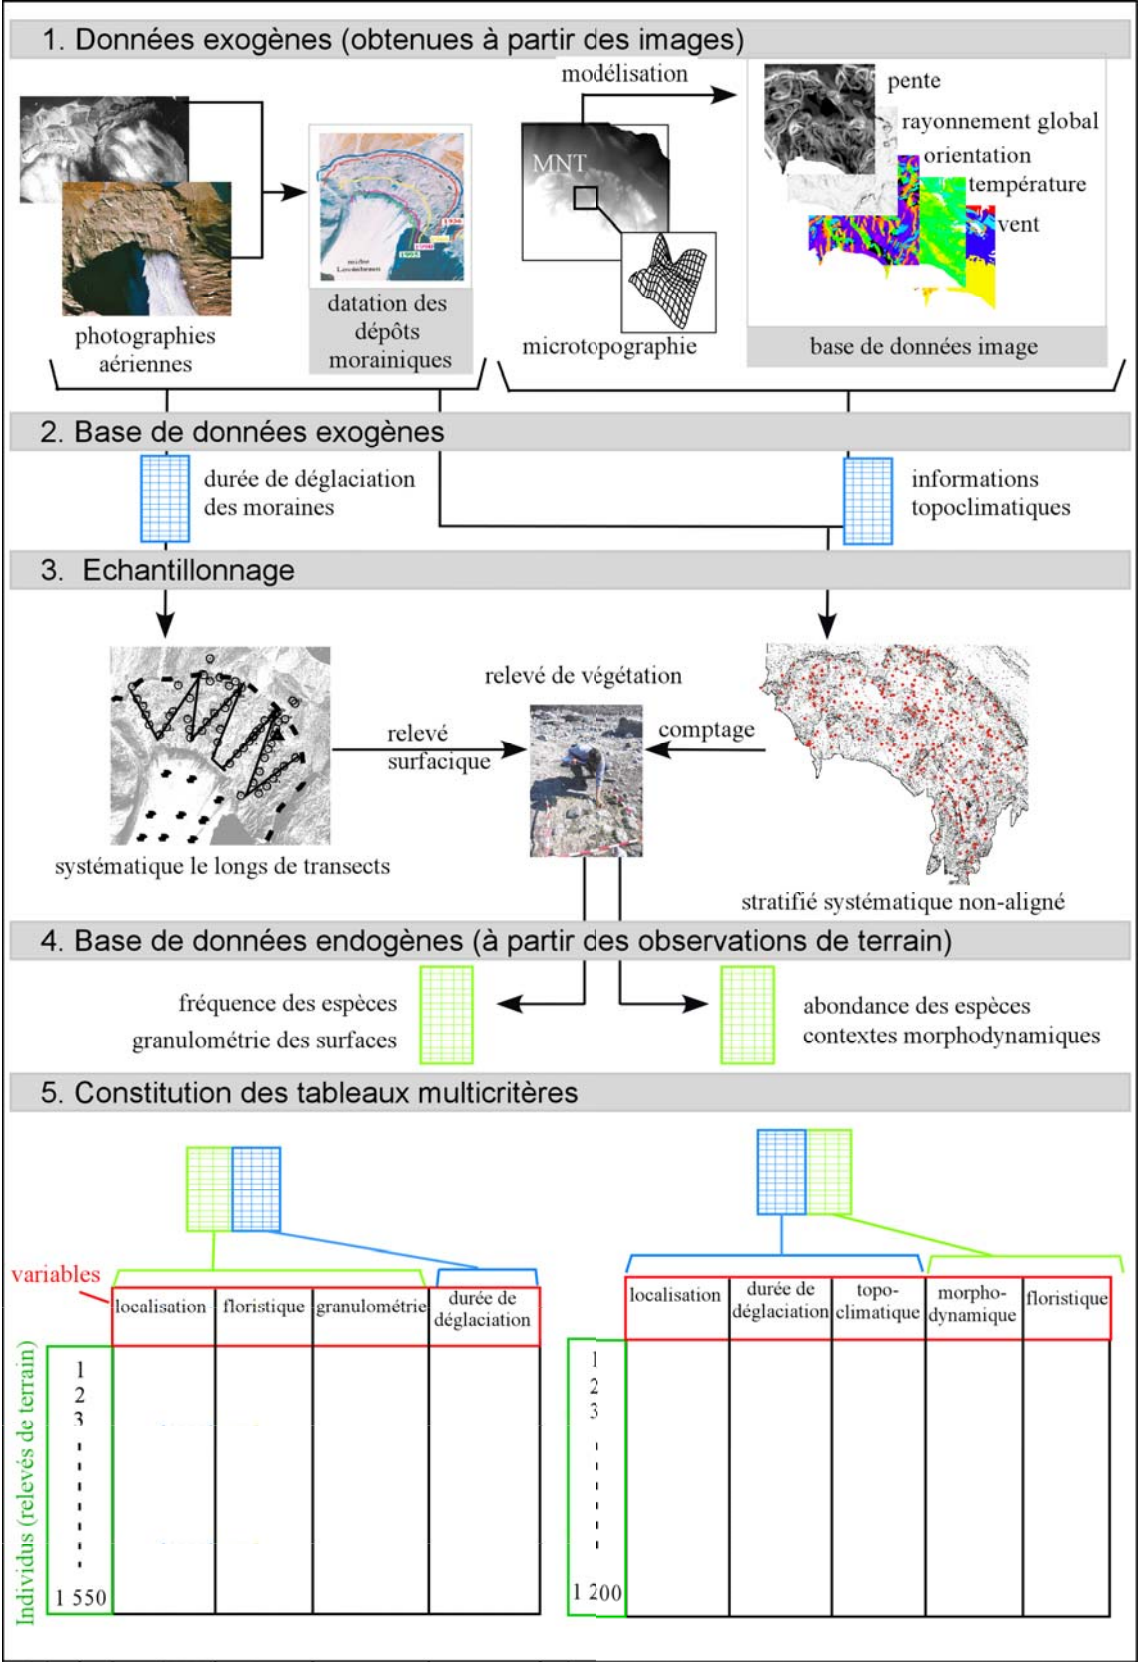 1. Données exogènes (obtenues à partir des images)
modélisation
pente
rayonnement global
orientation
température
vent
MNT
1995
datation des
dépôts
morainiques
photographies
aériennes
microtopographie
base de données image
2. Base de données exogènes
durée de déglaciation
des moraines
informations
topoclimatiques
3. Echantillonnage
relevé de végétation
relevé
surfacique
comptage
systématique le longs de transects
stratifié systématique non-aligné
4. Base de données endogènes (à partir des observations de terrain)
fréquence des espèces
granulométrie des surfaces
abondance des espèces
contextes morphodynamiques
5. Constitution des tableaux multicritères
variables
localisation
floristique
granulométrie
durée de
déglaciation
Individus (relevés de terrain)
1
2
3
1 550
localisation
durée de
déglaciation
topo-
climatique
morpho-
dynamique
floristique
1
2
3
1 200